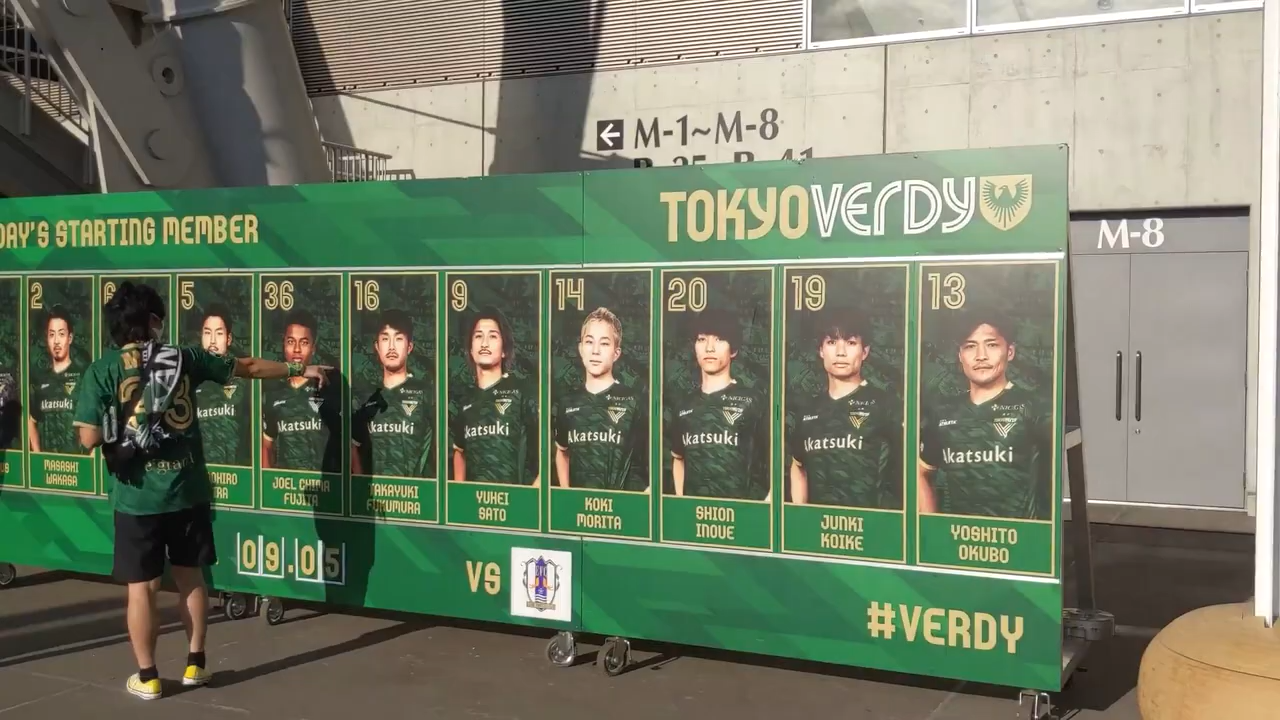 M-1~M-8
M-8
DAY'S STARTING MEMBER
TOKYO VERDY
2
MASASHI
WAKASA
5
36
JOEL CHIMA
FUJITA
16
TAKAYUKI
FUKUMURA
9
YUHEI
SATO
14
KOKI
MORITA
20
SHION
INOUE
19
JUNKI
KOIKE
13
YOSHITO
OKUBO
Akatsuki
Akatsuki
Akatsuki
Akatsuki
Akatsuki
Akatsuki
Akatsuki
Akatsuki
Akatsuki
09.05
VS
#VERDY